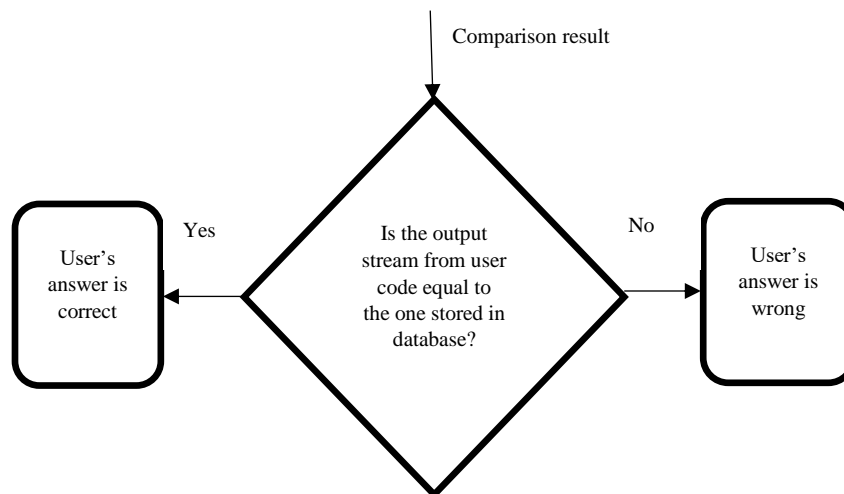 Comparison result
Yes
No
User’s
answer is
correct
Is the output
stream from user
code equal to
the one stored in
database?
User’s
answer is
wrong